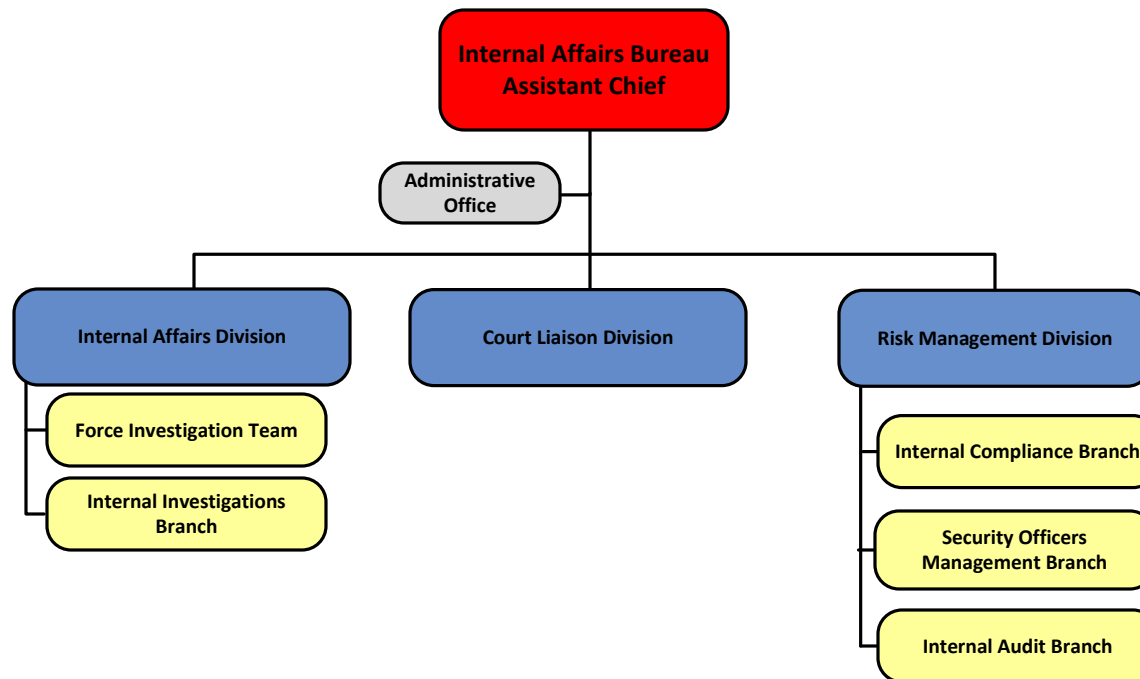 Internal Affairs Bureau
Assistant Chief
Administrative
Office
Internal Affairs Division
Court Liaison Division
Risk Management Division
Force Investigation Team
Internal Investigations
Branch
Internal Compliance Branch
Security Officers
Management Branch
Internal Audit Branch